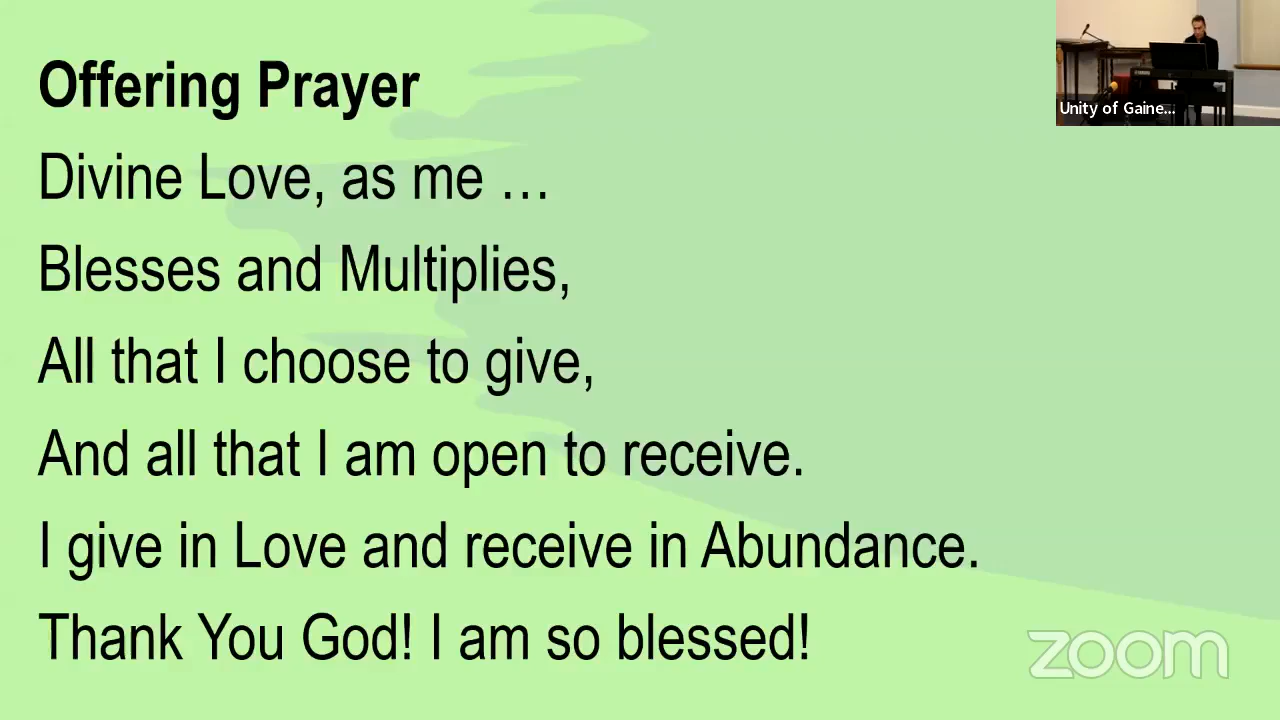 Offering Prayer
Divine Love, as me …
Blesses and Multiplies,
All that I choose to give,
And all that I am open to receive.
I give in Love and receive in Abundance.
Thank You God! I am so blessed!
Unity of Gaine...
zoom